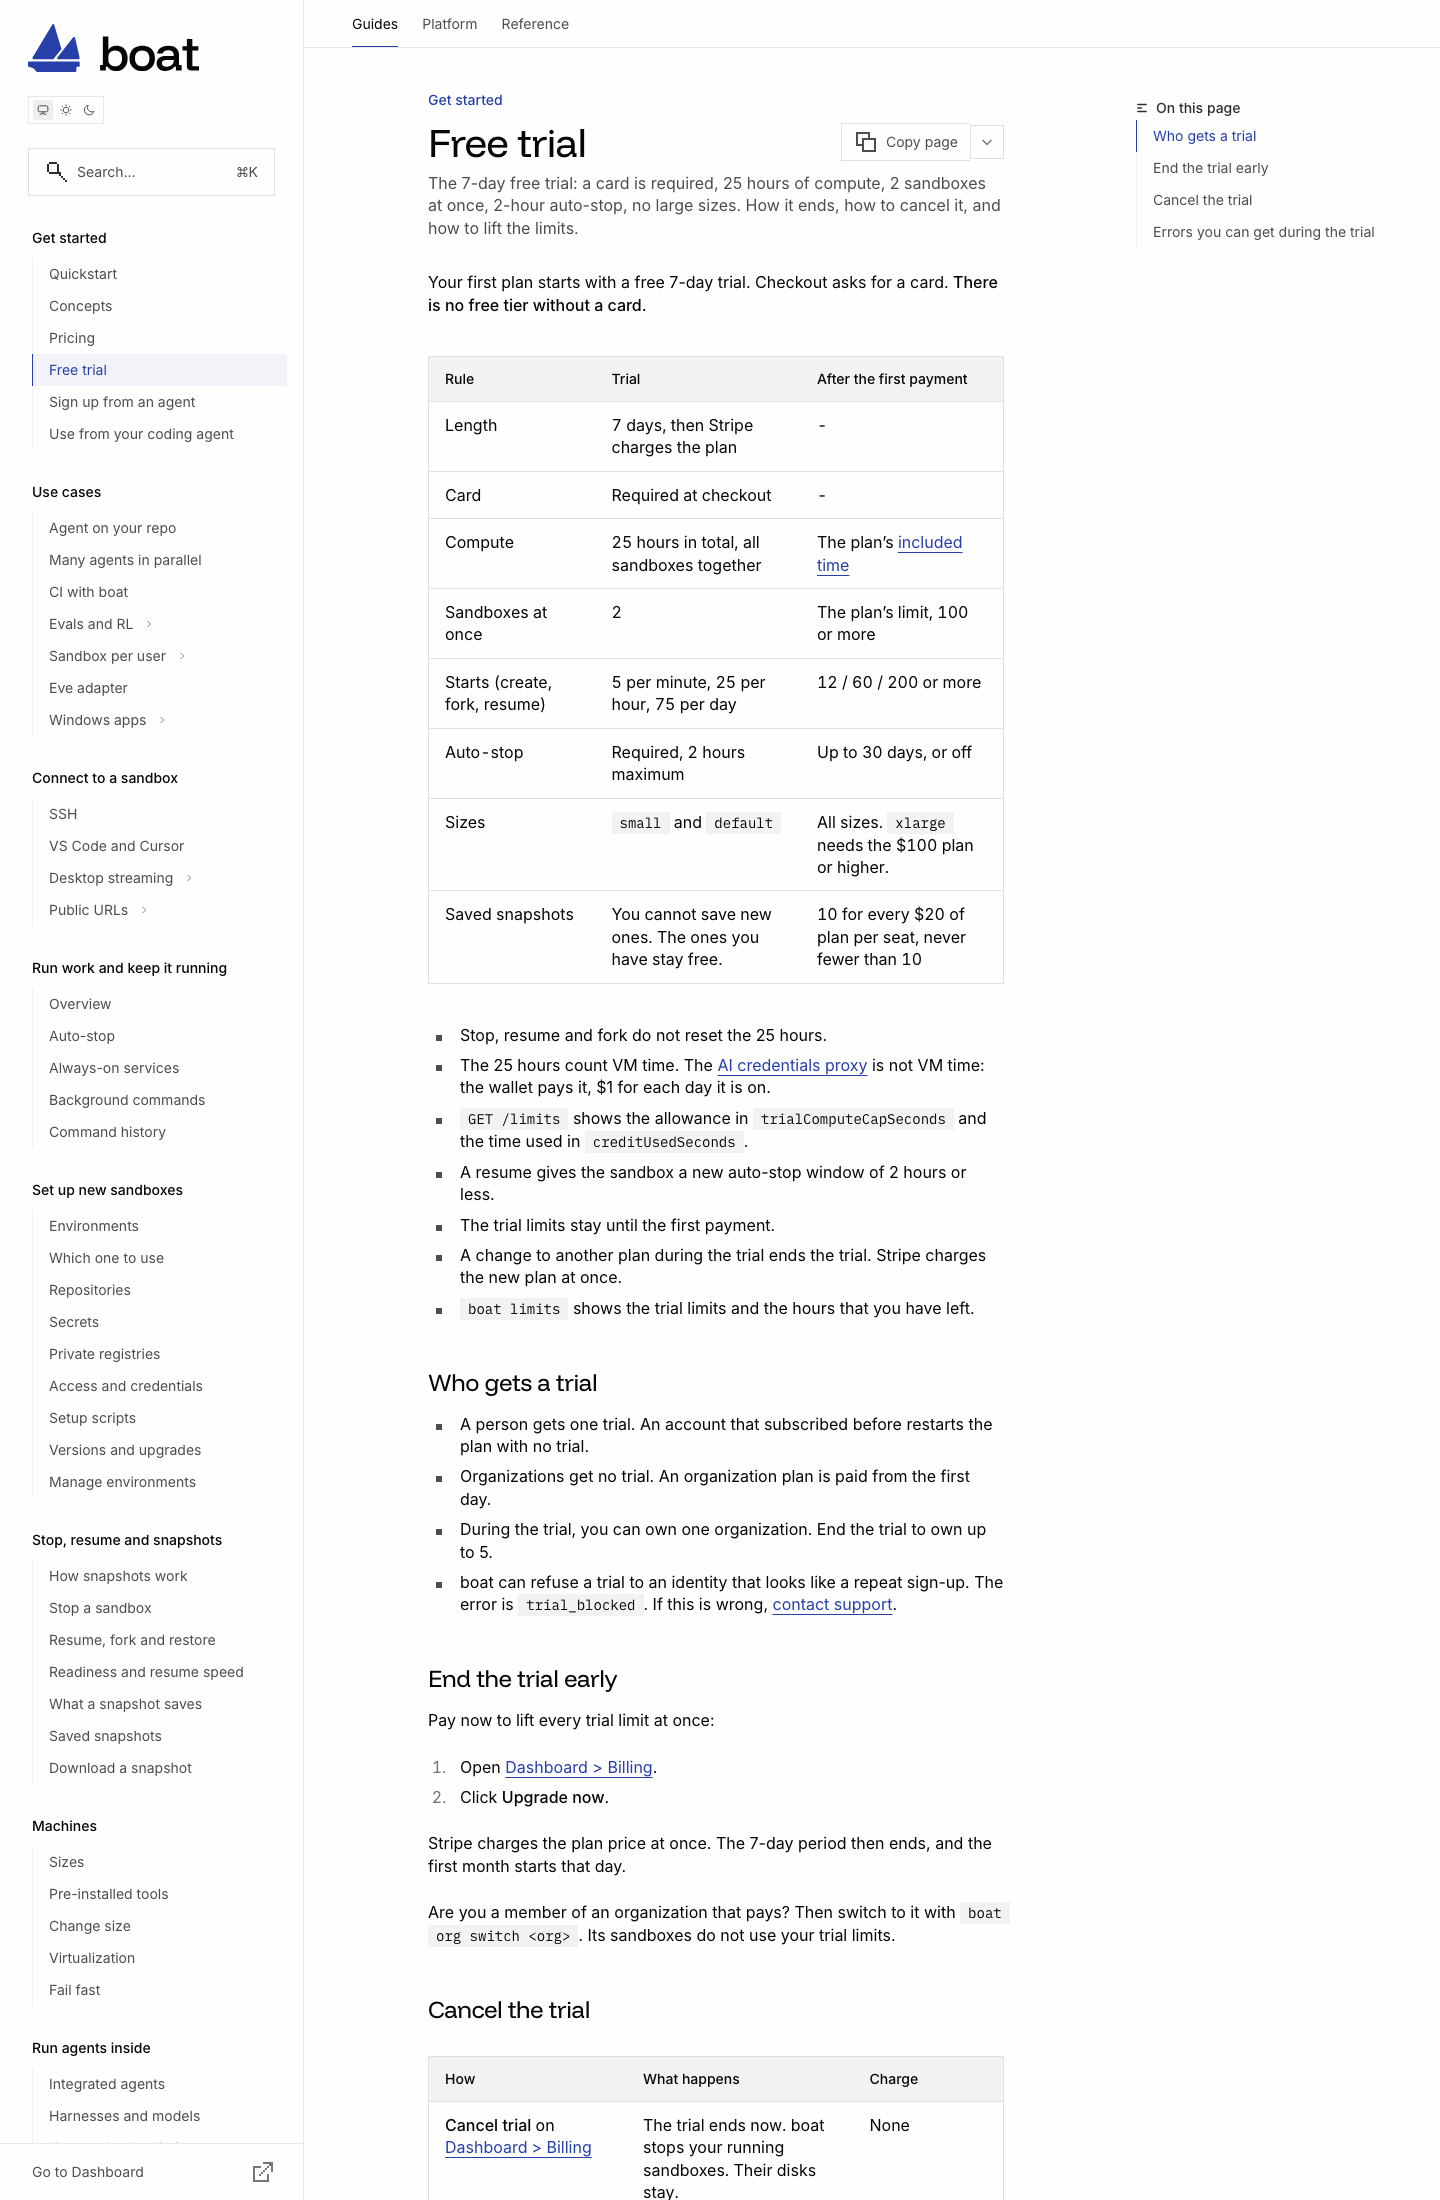 boat
Search...
⌘K
Get started
Quickstart
Concepts
Pricing
Free trial
Sign up from an agent
Use from your coding agent
Use cases
Agent on your repo
Many agents in parallel
CI with boat
Evals and RL
Sandbox per user
Eve adapter
Windows apps
Connect to a sandbox
SSH
VS Code and Cursor
Desktop streaming
Public URLs
Run work and keep it running
Overview
Auto-stop
Always-on services
Background commands
Command history
Set up new sandboxes
Environments
Which one to use
Repositories
Secrets
Private registries
Access and credentials
Setup scripts
Versions and upgrades
Manage environments
Stop, resume and snapshots
How snapshots work
Stop a sandbox
Resume, fork and restore
Readiness and resume speed
What a snapshot saves
Saved snapshots
Download a snapshot
Machines
Sizes
Pre-installed tools
Change size
Virtualization
Fail fast
Run agents inside
Integrated agents
Harnesses and models
Go to Dashboard
Guides Platform Reference
Get started
Free trial
Copy page
The 7-day free trial: a card is required, 25 hours of compute, 2 sandboxes
at once, 2-hour auto-stop, no large sizes. How it ends, how to cancel it, and
how to lift the limits.
Your first plan starts with a free 7-day trial. Checkout asks for a card. There
is no free tier without a card.
Rule Trial After the first payment
Length 7 days, then Stripe -
charges the plan
Card Required at checkout -
Compute 25 hours in total, all The plan’s included
sandboxes together time
Sandboxes at 2 The plan’s limit, 100
once or more
Starts (create, 5 per minute, 25 per 12 / 60 / 200 or more
fork, resume) hour, 75 per day
Auto-stop Required, 2 hours Up to 30 days, or off
maximum
Sizes small and default All sizes. xlarge
needs the $100 plan
or higher.
Saved snapshots You cannot save new 10 for every $20 of
ones. The ones you plan per seat, never
have stay free. fewer than 10
Stop, resume and fork do not reset the 25 hours.
The 25 hours count VM time. The AI credentials proxy is not VM time:
the wallet pays it, $1 for each day it is on.
GET /limits shows the allowance in trialComputeCapSeconds and
the time used in creditUsedSeconds.
A resume gives the sandbox a new auto-stop window of 2 hours or
less.
The trial limits stay until the first payment.
A change to another plan during the trial ends the trial. Stripe charges
the new plan at once.
boat limits shows the trial limits and the hours that you have left.
Who gets a trial
A person gets one trial. An account that subscribed before restarts the
plan with no trial.
Organizations get no trial. An organization plan is paid from the first
day.
During the trial, you can own one organization. End the trial to own up
to 5.
boat can refuse a trial to an identity that looks like a repeat sign-up. The
error is trial_blocked. If this is wrong, contact support.
End the trial early
Pay now to lift every trial limit at once:
1. Open Dashboard > Billing.
2. Click Upgrade now.
Stripe charges the plan price at once. The 7-day period then ends, and the
first month starts that day.
Are you a member of an organization that pays? Then switch to it with boat
org switch <org>. Its sandboxes do not use your trial limits.
Cancel the trial
How What happens Charge
Cancel trial on The trial ends now. boat None
Dashboard > Billing stops your running
sandboxes. Their disks
stay.
On this page
Who gets a trial
End the trial early
Cancel the trial
Errors you can get during the trial